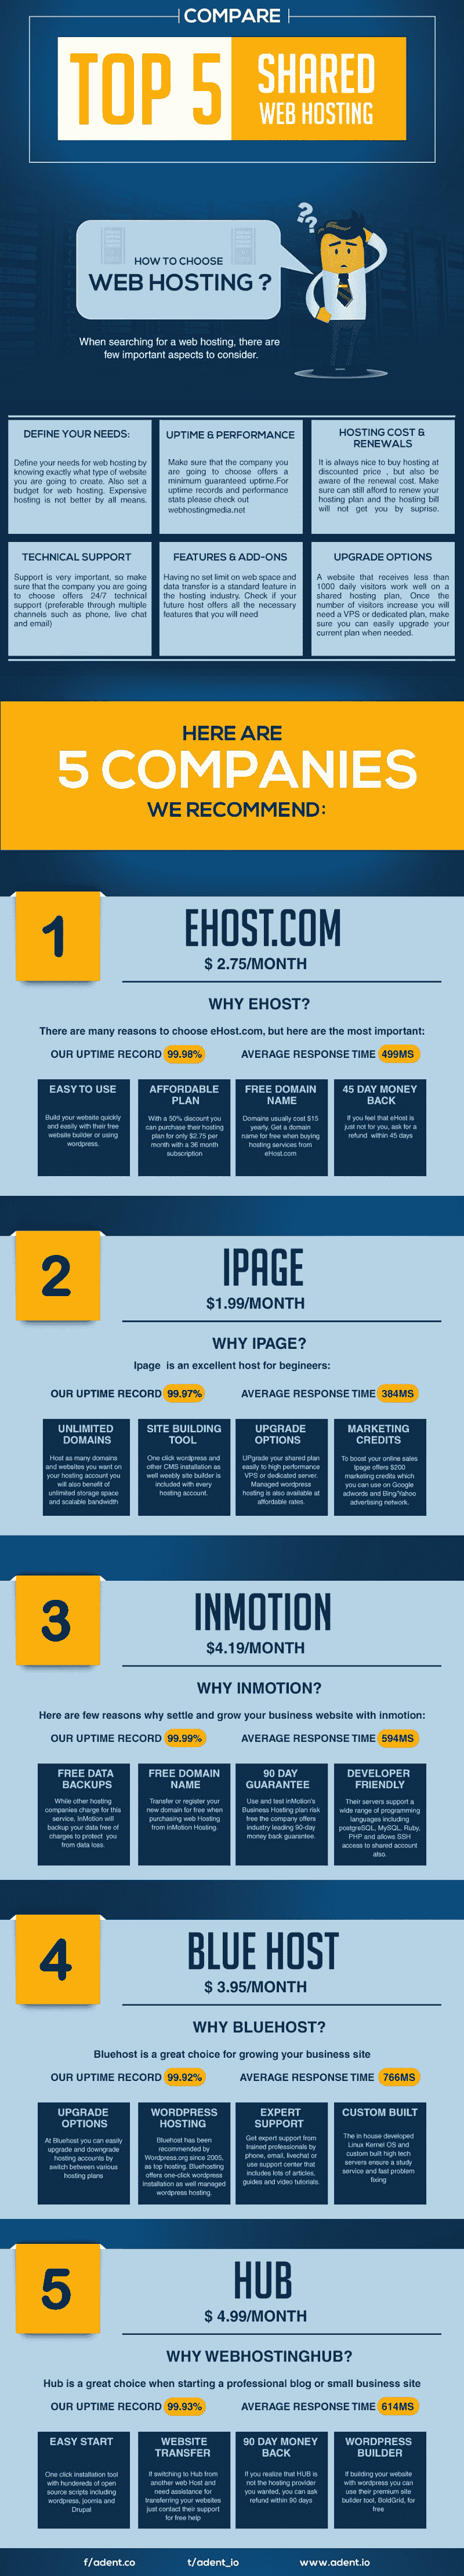 COMPARE
TOP 5
SHARED
WEB HOSTING
HOW TO CHOOSE
WEB HOSTING ?
When searching for a web hosting, there are
few important aspects to consider.
DEFINE YOUR NEEDS:
Define your needs for web hosting by
knowing exactly what type of website
you are going to create. Also set a
budget for web hosting. Expensive
hosting is not better by all means.
UPTIME & PERFORMANCE
Make sure that the company you
are going to choose offers a
minimum guaranteed uptime.For
uptime records and performance
stats please check out
webhostingmedia.net
HOSTING COST &
RENEWALS
It is always nice to buy hosting at
discounted price , but also be
aware of the renewal cost. Make
sure can still afford to renew your
hosting plan and the hosting bill
will not get you by suprise.
TECHNICAL SUPPORT
Support is very important, so make
sure that the company you are going
to choose offers 24/7 technical
support (preferable through multiple
channels such as phone, live chat
and email)
FEATURES & ADD-ONS
Having no set limit on web space and
data transfer is a standard feature in
the hosting industry. Check if your
future host offers all the necessary
features that you will need
UPGRADE OPTIONS
A website that receives less than
1000 daily visitors work well on a
shared hosting plan. Once the
number of visitors increase you will
need a VPS or dedicated plan, make
sure you can easily upgrade your
current plan when needed.
HERE ARE
5 COMPANIES
WE RECOMMEND:
1
EHOST.COM
$ 2.75/MONTH
WHY EHOST?
There are many reasons to choose eHost.com, but here are the most important:
OUR UPTIME RECORD 99.98%
AVERAGE RESPONSE TIME 499MS
EASY TO USE
Build your website quickly
and easily with their free
website builder or using
wordpress.
AFFORDABLE
PLAN
With a 50% discount you
can purchase their hosting
plan for only $2.75 per
month with a 36 month
subscription
FREE DOMAIN
NAME
Domains usually cost $15
yearly. Get a domain
name for free when buying
hosting services from
eHost.com
45 DAY MONEY
BACK
If you feel that eHost is
just not for you, ask for a
refund within 45 days
2
IPAGE
$1.99/MONTH
WHY IPAGE?
Ipage is an excellent host for begineers:
OUR UPTIME RECORD 99.97%
AVERAGE RESPONSE TIME 384MS
UNLIMITED
DOMAINS
Host as many domains
and websites you want on
your hosting account you
will also benefit of
unlimited storage space
and scalable bandwidth
SITE BUILDING
TOOL
One click wordpress and
other CMS installation as
well weebly site builder is
included with every
hosting account.
UPGRADE
OPTIONS
UPgrade your shared plan
easily to high performance
VPS or dedicated server.
Managed wordpress
hosting is also available at
affordable rates.
MARKETING
CREDITS
To boost your online sales
Ipage offers $200
marketing credits which
you can use on Google
adwords and Bing/Yahoo
advertising network.
3
INMOTION
$4.19/MONTH
WHY INMOTION?
Here are few reasons why settle and grow your business website with inmotion:
OUR UPTIME RECORD 99.99%
AVERAGE RESPONSE TIME 594MS
FREE DATA
BACKUPS
While other hosting
companies charge for this
service, InMotion will
backup your data free of
charges to protect you
from data loss.
FREE DOMAIN
NAME
Transfer or register your
new domain for free when
purchasing web Hosting
from inMotion Hosting.
90 DAY
GUARANTEE
Use and test inMotion's
Business Hosting plan risk
free the company offers
industry leading 90-day
money back guarantee.
DEVELOPER
FRIENDLY
Their servers support a
wide range of programming
languages including
postgreSQL, MySQL, Ruby,
PHP and allows SSH
access to shared account
also.
4
BLUE HOST
$ 3.95/MONTH
WHY BLUEHOST?
Bluehost is a great choice for growing your business site
OUR UPTIME RECORD 99.92%
AVERAGE RESPONSE TIME 766MS
UPGRADE
OPTIONS
At Bluehost you can easily
upgrade and downgrade
hosting accounts by
switch between various
hosting plans
WORDPRESS
HOSTING
Bluehost has been
recommended by
Wordpress.org since 2005,
as top hosting. Bluehosting
offers one-click wordpress
installation as well managed
wordpress hosting.
EXPERT
SUPPORT
Get expert support from
trained professionals by
phone, email, livechat or
use support center that
includes lots of articles,
guides and video tutorials.
CUSTOM BUILT
The in house developed
Linux Kernel OS and
custom built high tech
servers ensure a study
service and fast problem
fixing
5
HUB
$ 4.99/MONTH
WHY WEBHOSTINGHUB?
Hub is a great choice when starting a professional blog or small business site
OUR UPTIME RECORD 99.93%
AVERAGE RESPONSE TIME 614MS
EASY START
One click installation tool
with hundereds of open
source scripts including
wordpress, joomla and
Drupal
WEBSITE
TRANSFER
If switching to Hub from
another web Host and
need assistance for
transferring your websites
just contact their support
for free help
90 DAY MONEY
BACK
If you realize that HUB is
not the hosting provider
you wanted, you can ask
refund within 90 days
WORDPRESS
BUILDER
If building your website
with wordpress you can
use their premium site
builder tool, BoldGrid, for
free
f/adent.co
t/adent_io
www.adent.io